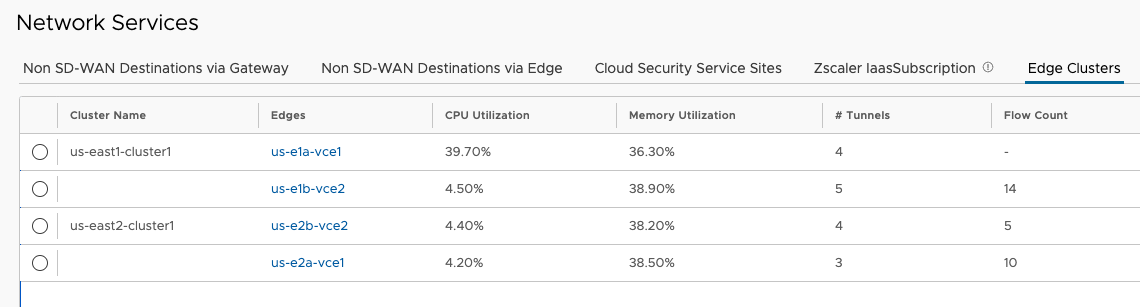 Network Services
Non SD-WAN Destinations via Gateway Non SD-WAN Destinations via Edge Cloud Security Service Sites Zscaler IaasSubscription Edge Clusters
Cluster Name Edges CPU Utilization Memory Utilization # Tunnels Flow Count
us-east1-cluster1 us-e1a-vce1 39.70% 36.30% 4 -
us-e1b-vce2 4.50% 38.90% 5 14
us-east2-cluster1 us-e2b-vce2 4.40% 38.20% 4 5
us-e2a-vce1 4.20% 38.50% 3 10